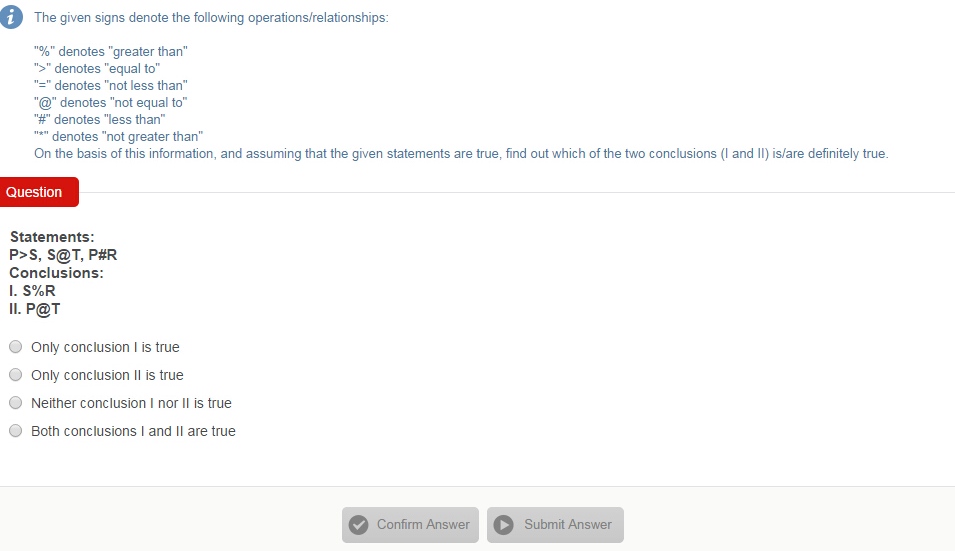 i The given signs denote the following operations/relationships:
"%" denotes "greater than"
">" denotes "equal to"
"=" denotes "not less than"
"@" denotes "not equal to"
"#" denotes "less than"
"*" denotes "not greater than"
On the basis of this information, and assuming that the given statements are true, find out which of the two conclusions (I and II) is/are definitely true.
Question
Statements:
P>S, S@T, P#R
Conclusions:
I. S%R
II. P@T
Only conclusion I is true
Only conclusion II is true
Neither conclusion I nor II is true
Both conclusions I and II are true
Confirm Answer Submit Answer